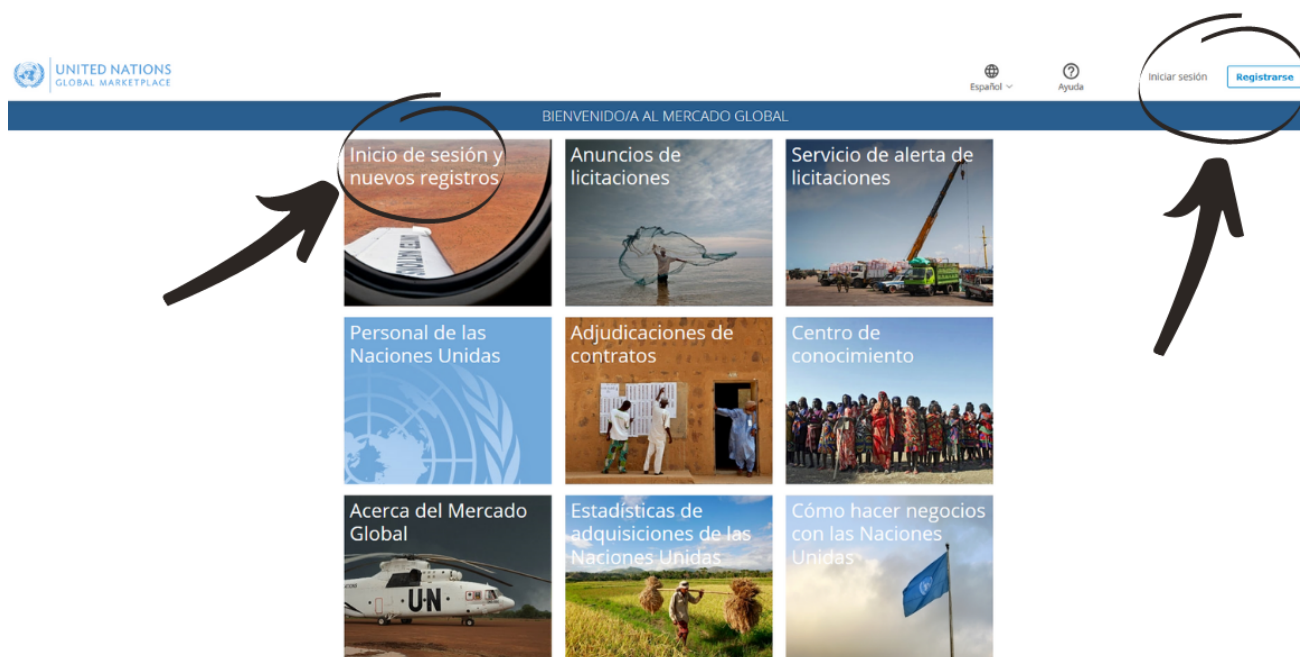 UNITED NATIONS
GLOBAL MARKETPLACE
Español
Ayuda
Iniciar sesión
Registrarse
BIENVENIDO/A AL MERCADO GLOBAL
Inicio de sesión y
nuevos registros
UNITED NATIONS
Anuncios de
licitaciones
Servicio de alerta de
licitaciones
Personal de las
Naciones Unidas
Adjudicaciones de
contratos
Centro de
conocimiento
Acerca del Mercado
Global
UN
Estadísticas de
adquisiciones de las
Naciones Unidas
Cómo hacer negocios
con las Naciones
Unidas